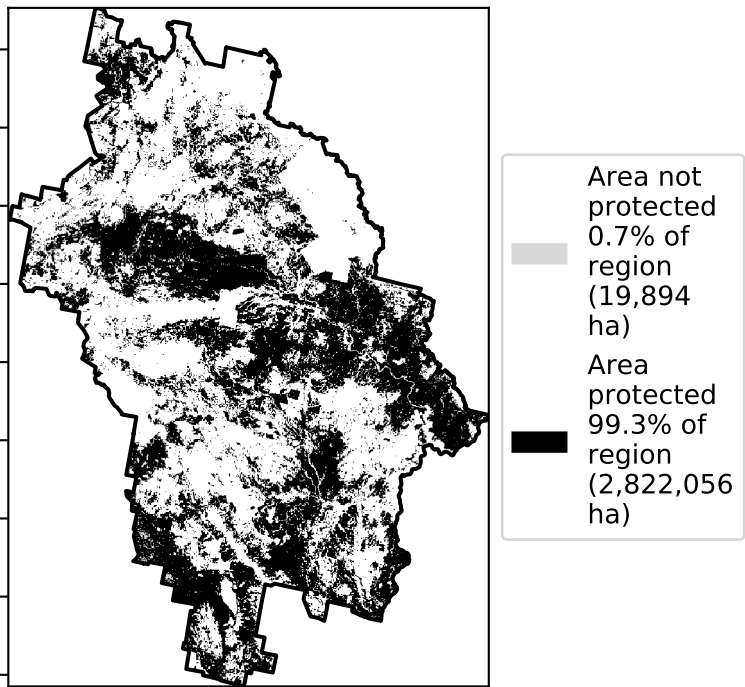 Area not
protected
0.7% of
region
(19,894
ha)
Area
protected
99.3% of
region
(2,822,056
ha)